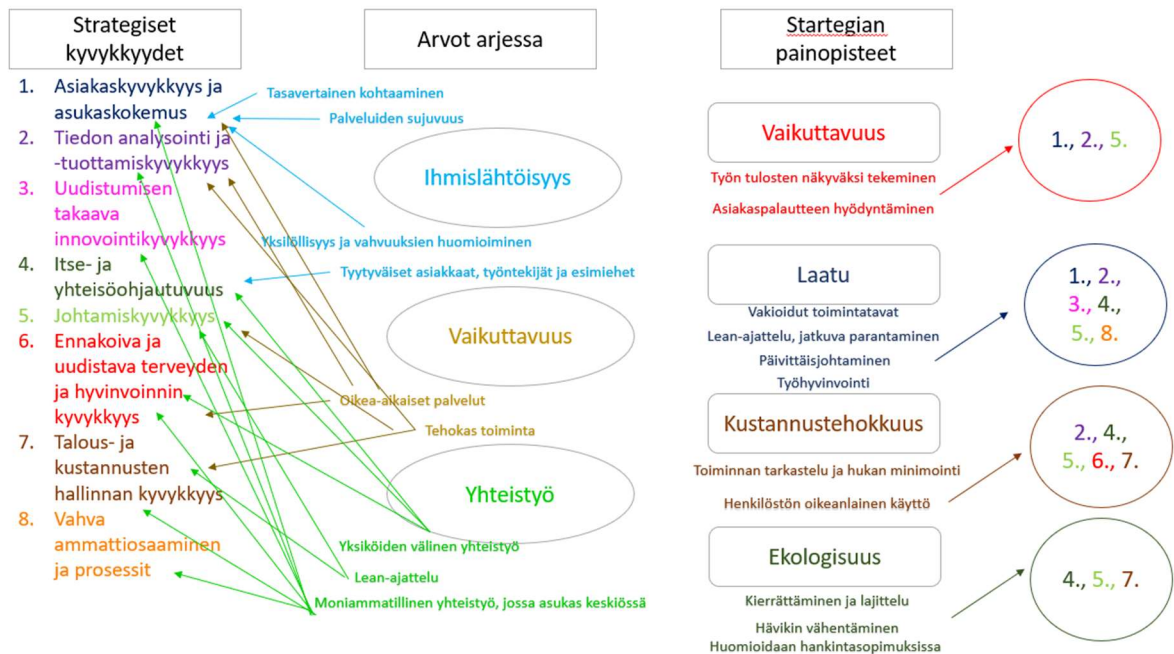 Strategiset
kyvykkyydet
1. Asiakaskyvykkyys ja
asukaskokemus
2. Tiedon analysointi ja
-tuottamiskyvykkyys
3. Uudistumisen
takaava
innovointikyvykkyys
4. Itse- ja
yhteisöohjautuvuus
5. Johtamiskyvykkyys
6. Ennakoiva ja
uudistava terveyden
ja hyvinvoinnin
kyvykkyys
7. Talous- ja
kustannusten
hallinnan kyvykkyys
8. Vahva
ammattiosaaminen
ja prosessit
Arvot arjessa
Tasavertainen kohtaaminen
Palveluiden sujuvuus
Ihmislähtöisyys
Yksilöllisyys ja vahvuuksien huomioiminen
Tyytyväiset asiakkaat, työntekijät ja esimiehet
Vaikuttavuus
Oikea-aikaiset palvelut
Tehokas toiminta
Yhteistyö
Yksiköiden välinen yhteistyö
Lean-ajattelu
Moniammatillinen yhteistyö, jossa asukas keskiössä
Startegian
painopisteet
Vaikuttavuus
Työn tulosten näkyväksi tekeminen
Asiakaspalautteen hyödyntäminen
1., 2., 5.
Laatu
Vakioidut toimintatavat
Lean-ajattelu, jatkuva parantaminen
Päivittäisjohtaminen
Työhyvinvointi
1., 2.,
3., 4.,
5., 8.
Kustannustehokkuus
Toiminnan tarkastelu ja hukan minimointi
Henkilöstön oikeanlainen käyttö
2., 4.,
5., 6., 7.
Ekologisuus
Kierrättäminen ja lajittelu
Hävikin vähentäminen
Huomioidaan hankintasopimuksissa
4., 5., 7.